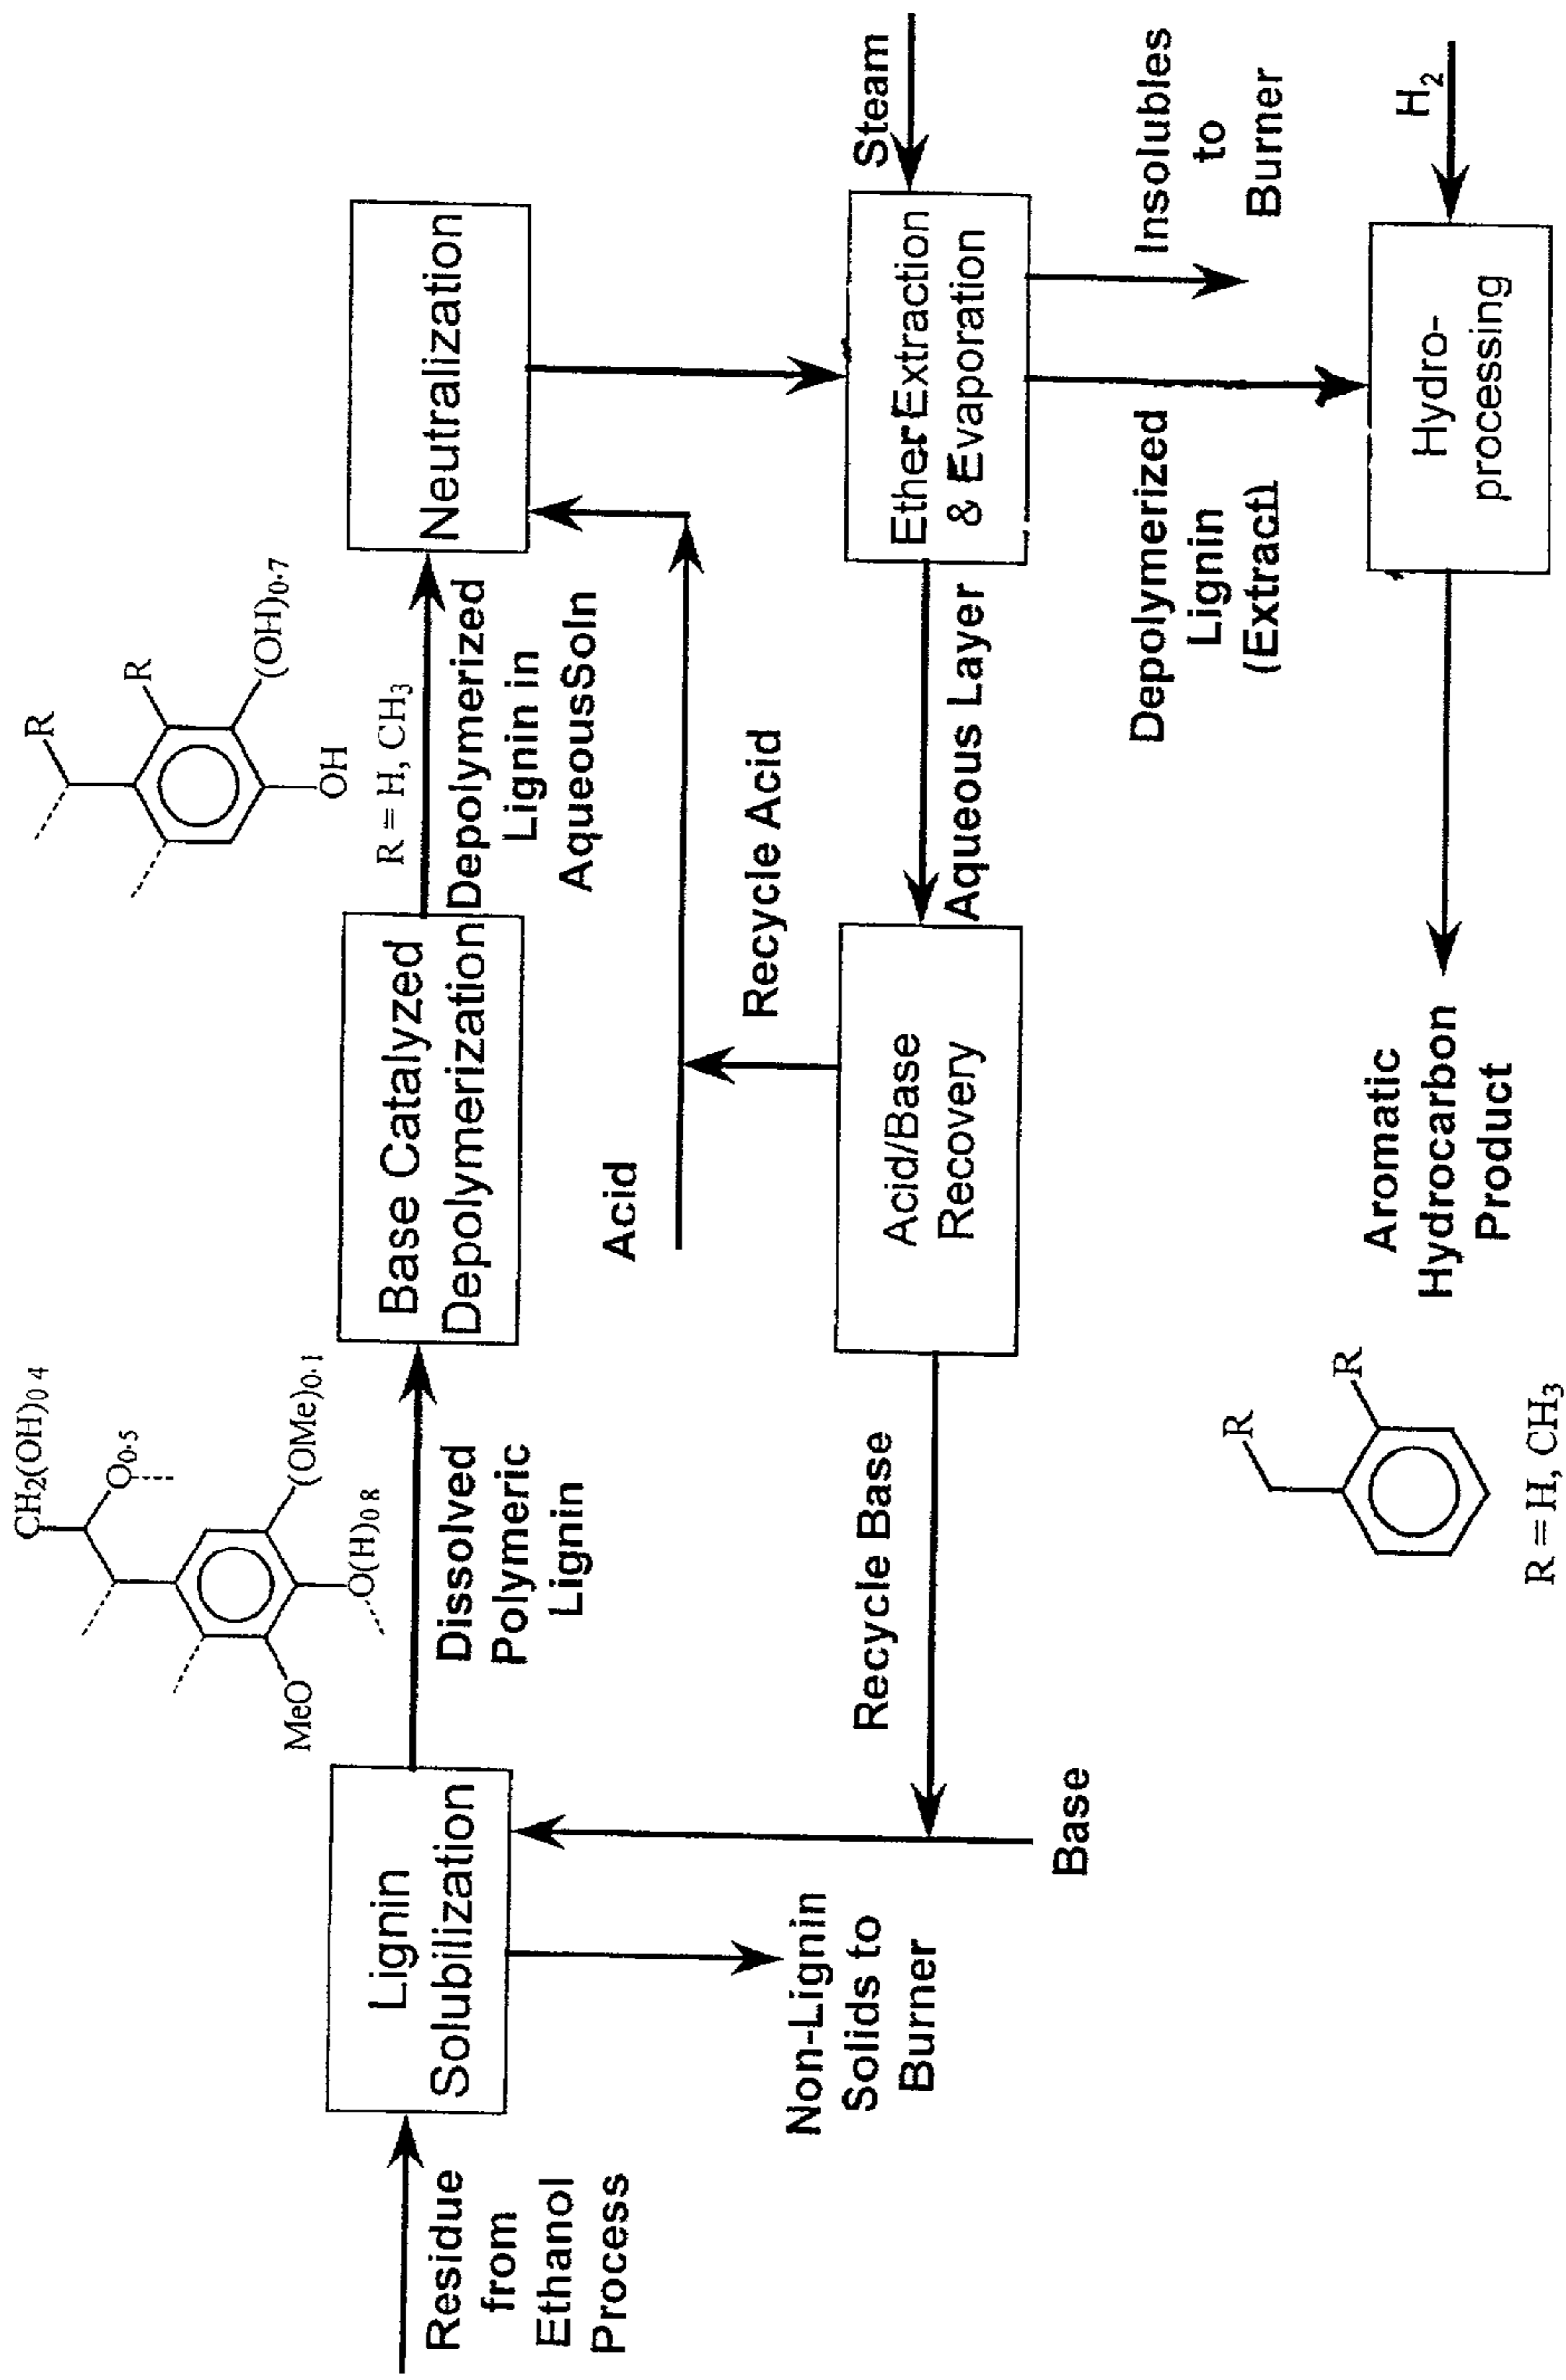 CH2(OH)0.4
O0.5
(OMe)0.1
O(H)0.8
MeO
R
R
(OH)0.7
OH
R = H, CH3
Residue
from
Ethanol
Process
Lignin
Solubilization
Dissolved
Polymeric
Lignin
Base Catalyzed
Depolymerization
Depolymerized
Lignin in
AqueousSoln
Neutralization
Non-Lignin
Solids to
Burner
Base
Recycle Base
Acid
Recycle Acid
Acid/Base
Recovery
Aqueous Layer
Ether Extraction
& Evaporation
Steam
Depolymerized
Lignin
(Extract)
Insolubles
to
Burner
R
R
R = H, CH3
Aromatic
Hydrocarbon
Product
Hydro-
processing
H2